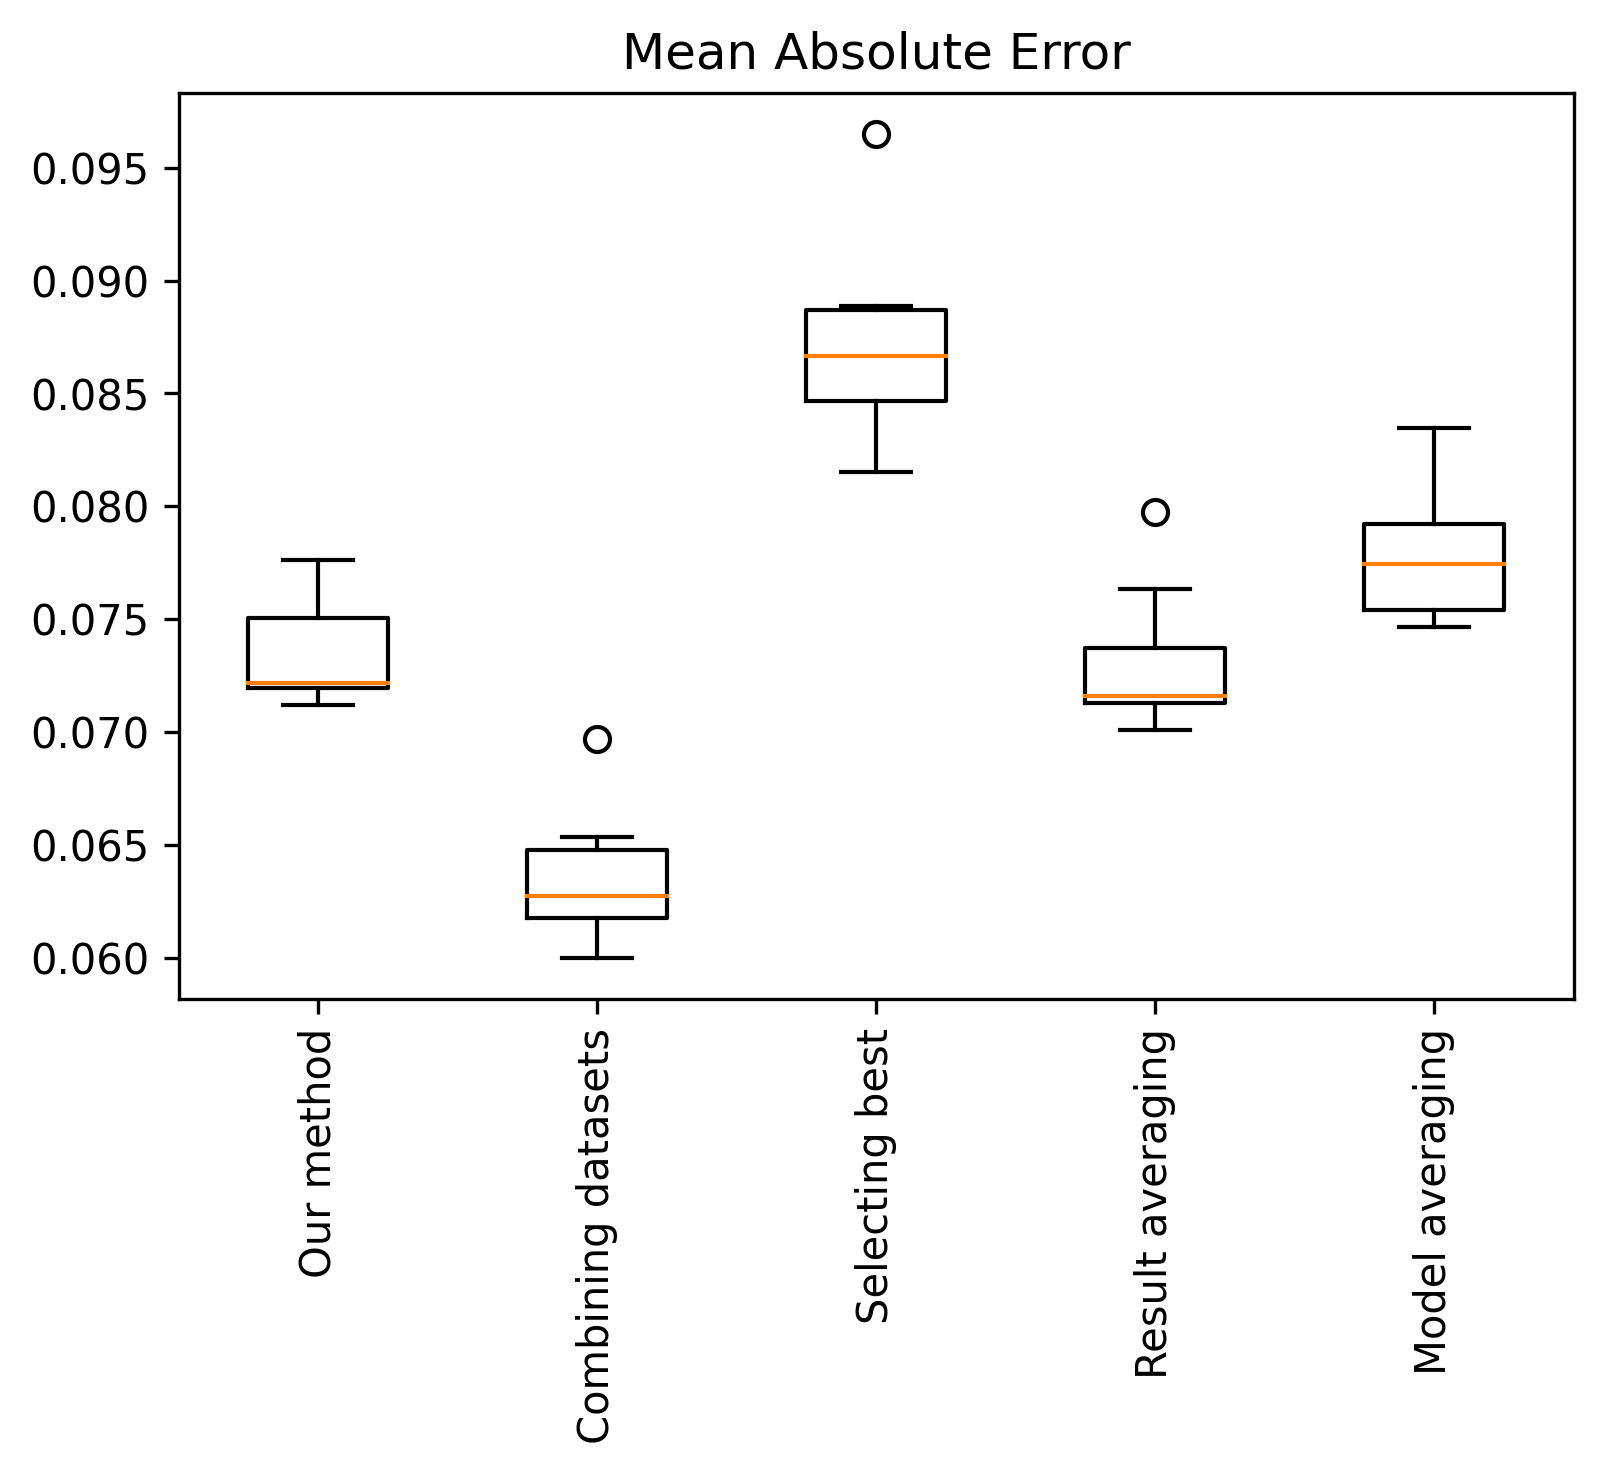 Mean Absolute Error
0.095
0.090
0.085
0.080
0.075
0.070
0.065
0.060
Our method
Combining datasets
Selecting best
Result averaging
Model averaging